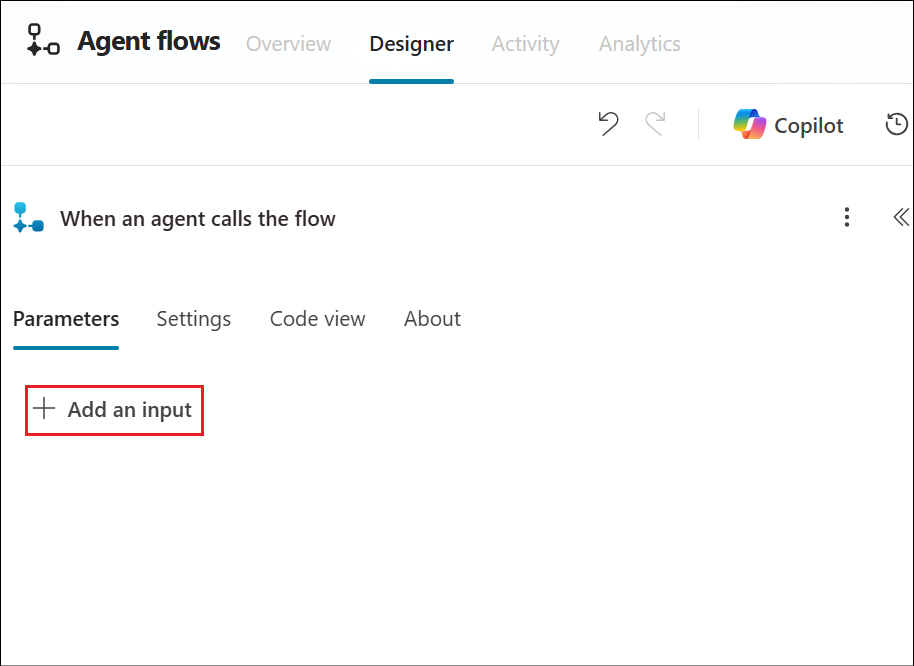 Agent flows Overview Designer Activity Analytics
Copilot
When an agent calls the flow
Parameters Settings Code view About
Add an input